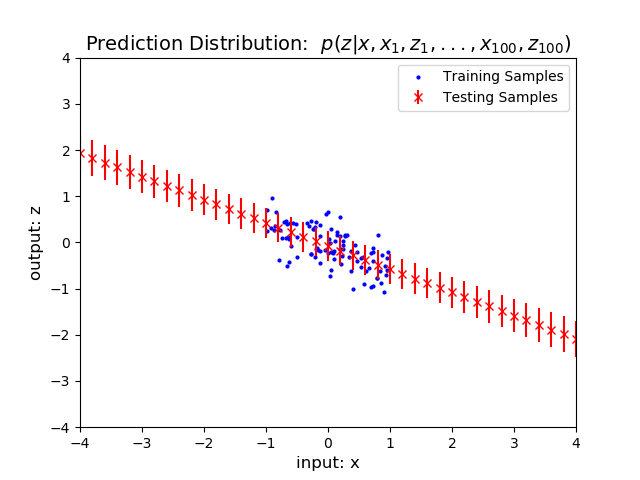 Prediction Distribution: p(z|x, x₁, z₁, . . . , x₁₀₀, z₁₀₀)
Training Samples
Testing Samples
output: z
4
3
2
1
0
−1
−2
−3
−4
−4 −3 −2 −1 0 1 2 3 4
input: x